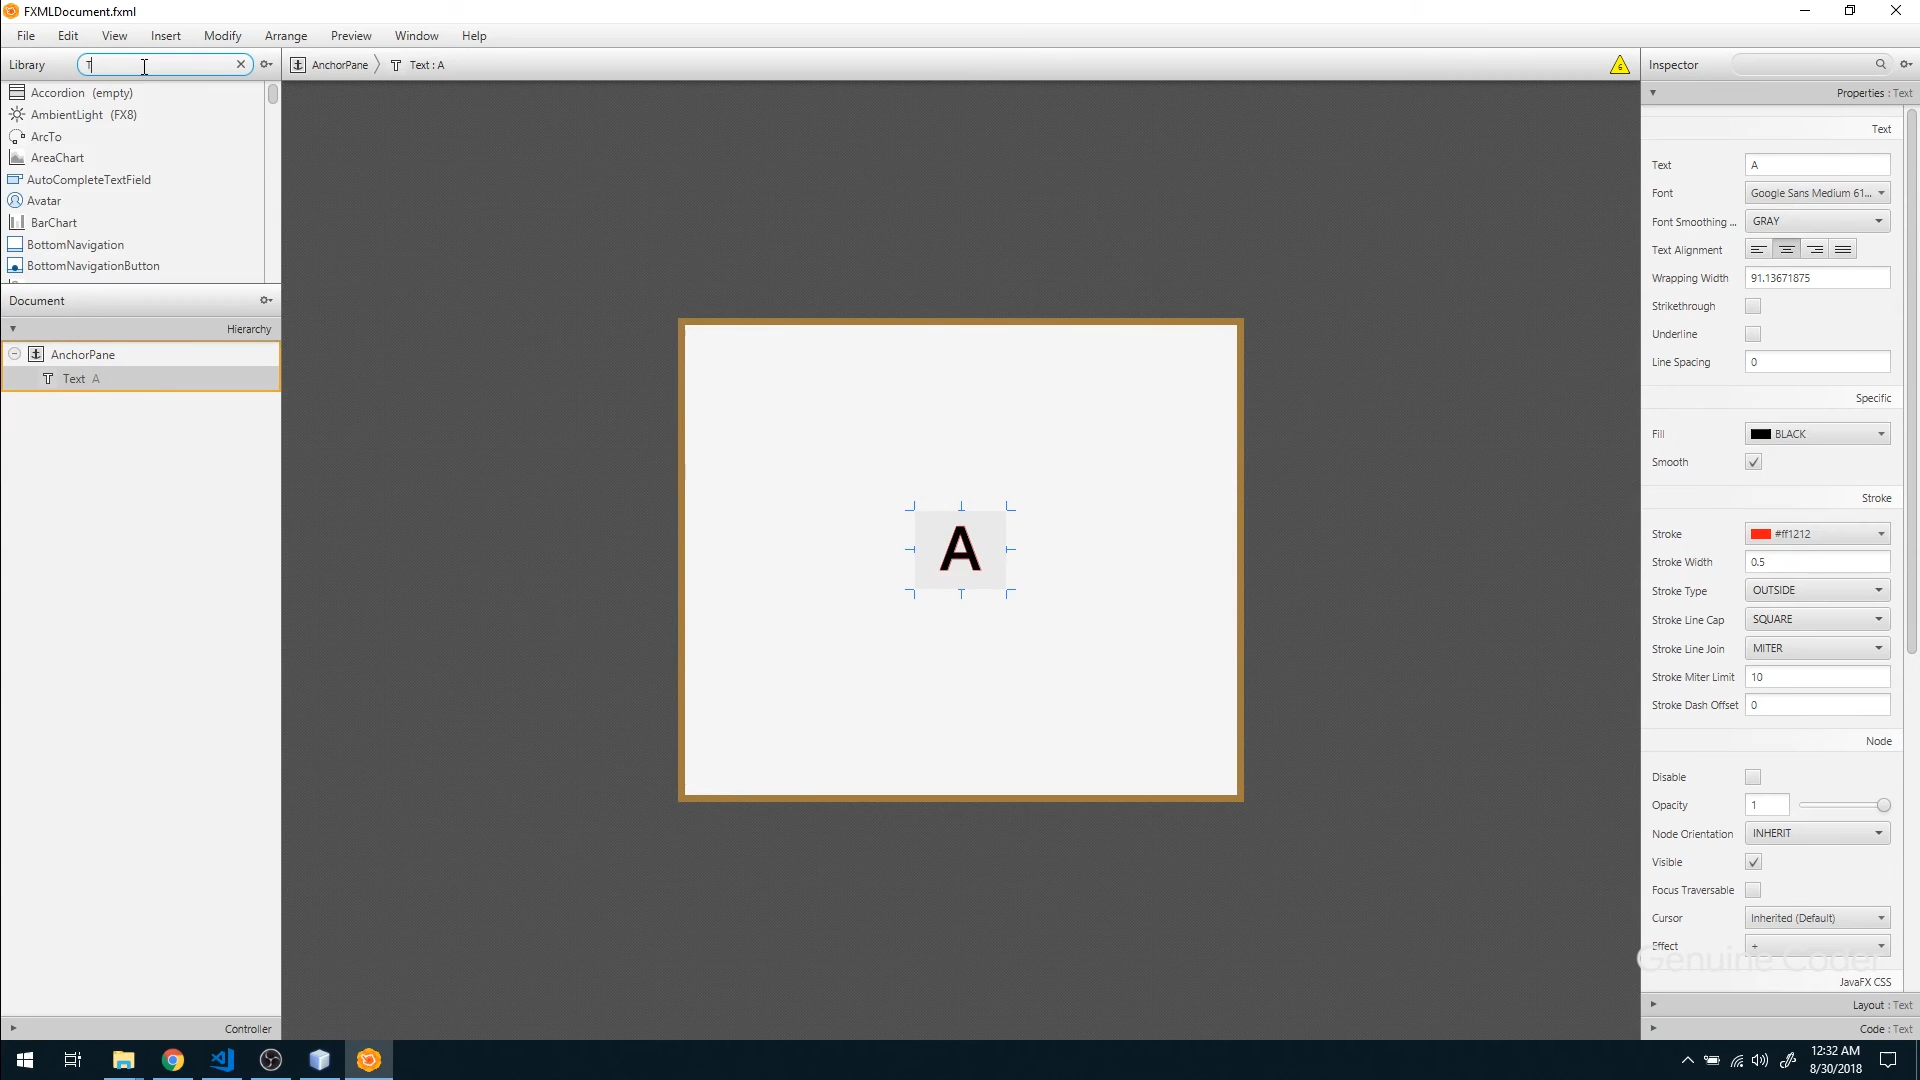 FXMLDocument.fxml
File Edit View Insert Modify Arrange Preview Window Help
Library T
AnchorPane Text : A
Inspector
Accordion (empty)
AmbientLight (FX8)
ArcTo
AreaChart
AutoCompleteTextField
Avatar
BarChart
BottomNavigation
BottomNavigationButton
Document
Hierarchy
AnchorPane
Text A
Controller
A
Properties : Text
Text
Text A
Font Google Sans Medium 61...
Font Smoothing ... GRAY
Text Alignment
Wrapping Width 91.13671875
Strikethrough
Underline
Line Spacing 0
Specific
Fill BLACK
Smooth
Stroke
Stroke #ff1212
Stroke Width 0.5
Stroke Type OUTSIDE
Stroke Line Cap SQUARE
Stroke Line Join MITER
Stroke Miter Limit 10
Stroke Dash Offset 0
Node
Disable
Opacity 1
Node Orientation INHERIT
Visible
Focus Traversable
Cursor Inherited (Default)
Effect +
Genuine Coder
JavaFX CSS
Layout : Text
Code : Text
12:32 AM
8/30/2018